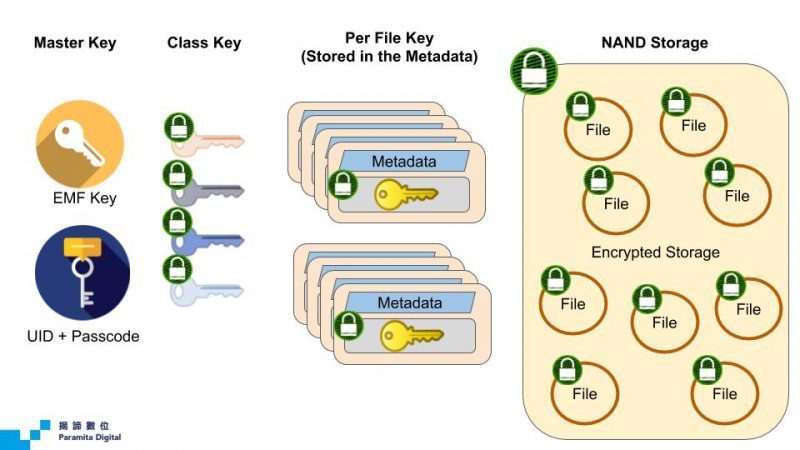 Master Key
Class Key
Per File Key
(Stored in the Metadata)
NAND Storage
EMF Key
UID + Passcode
Metadata
Metadata
File
File
File
File
Encrypted Storage
File
File
File
File
File
揭諦數位
Paramita Digital